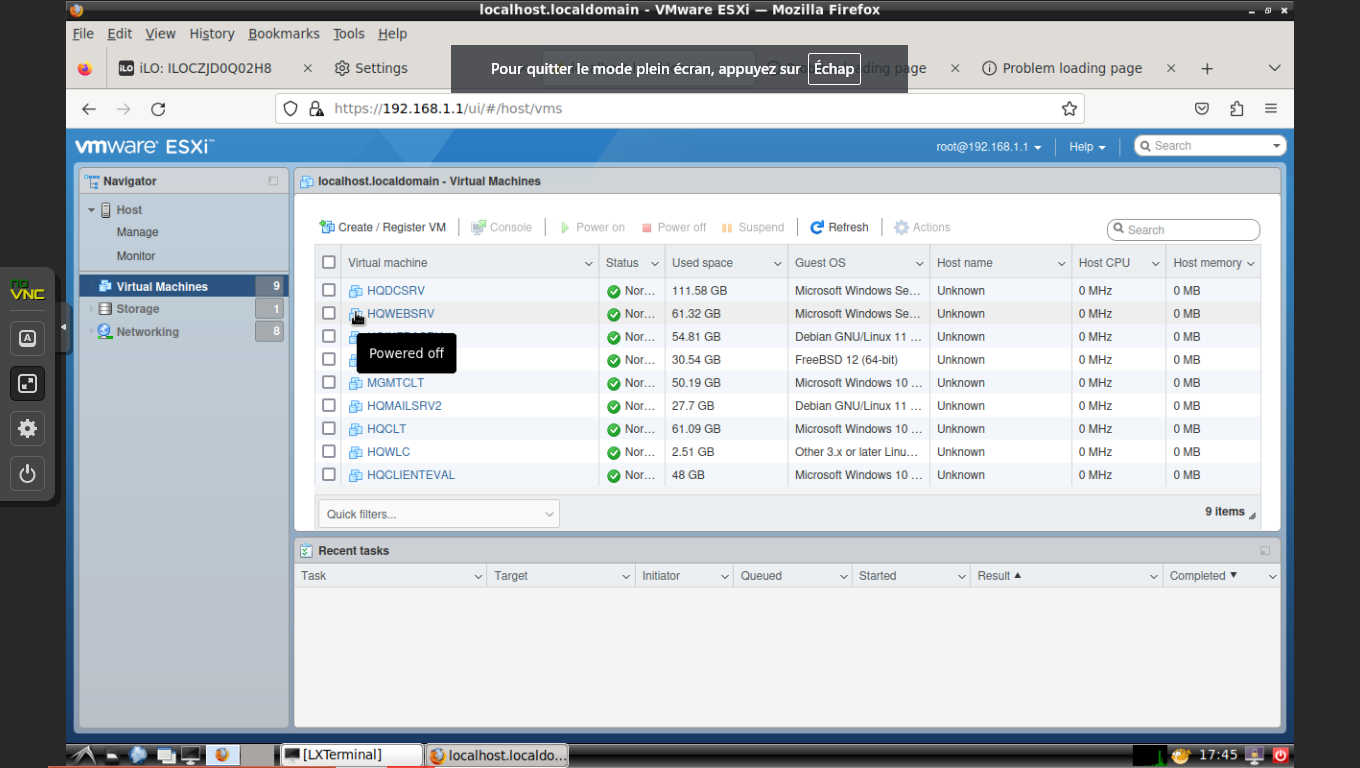 localhost.localdomain - VMware ESXi — Mozilla Firefox
File Edit View History Bookmarks Tools Help
iLO: ILOCZJD0Q02H8
Settings
Pour quitter le mode plein écran, appuyez sur Échap
Problem loading page
https://192.168.1.1/ui/#/host/vms
vmware ESXi™
root@192.168.1.1
Help
Search
Navigator
localhost.localdomain - Virtual Machines
Host
Manage
Monitor
Virtual Machines 9
Storage 1
Networking 8
noVNC
A
Create / Register VM Console Power on Power off Suspend Refresh Actions
Search
Virtual machine Status Used space Guest OS Host name Host CPU Host memory
HQDCSRV Nor... 111.58 GB Microsoft Windows Se... Unknown 0 MHz 0 MB
HQWEBSRV Nor... 61.32 GB Microsoft Windows Se... Unknown 0 MHz 0 MB
Nor... 54.81 GB Debian GNU/Linux 11 ... Unknown 0 MHz 0 MB
Powered off
Nor... 30.54 GB FreeBSD 12 (64-bit) Unknown 0 MHz 0 MB
MGMTCLT Nor... 50.19 GB Microsoft Windows 10 ... Unknown 0 MHz 0 MB
HQMAILSRV2 Nor... 27.7 GB Debian GNU/Linux 11 ... Unknown 0 MHz 0 MB
HQCLT Nor... 61.09 GB Microsoft Windows 10 ... Unknown 0 MHz 0 MB
HQWLC Nor... 2.51 GB Other 3.x or later Linu... Unknown 0 MHz 0 MB
HQCLIENTEVAL Nor... 48 GB Microsoft Windows 10 ... Unknown 0 MHz 0 MB
Quick filters...
9 items
Recent tasks
Task Target Initiator Queued Started Result Completed
[LXTerminal]
localhost.localdo...
17:45